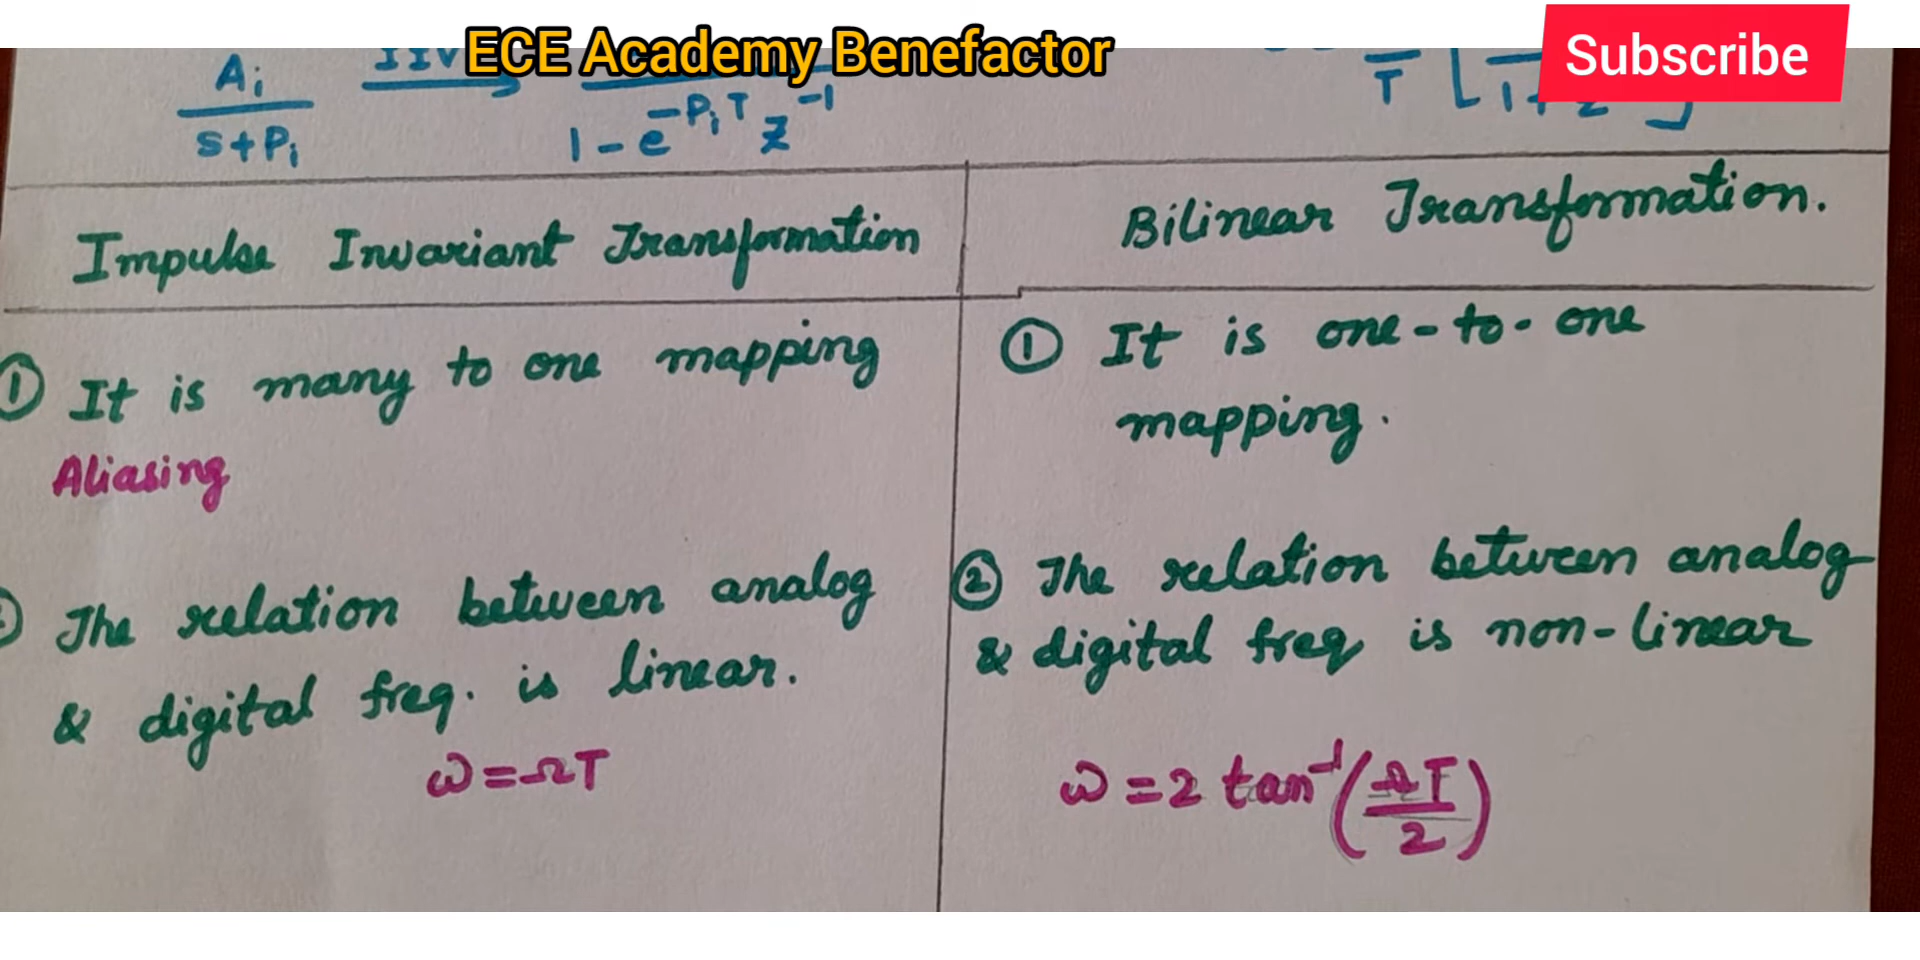 ECE Academy Benefactor
Subscribe
Ai
s+Pi
1-e^-PiT z^-1
T
Impulse Invariant Transformation
Bilinear Transformation.
① It is many to one mapping
Aliasing
The relation between analog
& digital freq. is linear.
ω=ΩT
① It is one-to-one
mapping.
② The relation between analog
& digital freq is non-linear
ω=2 tan⁻¹(ΩT/2)